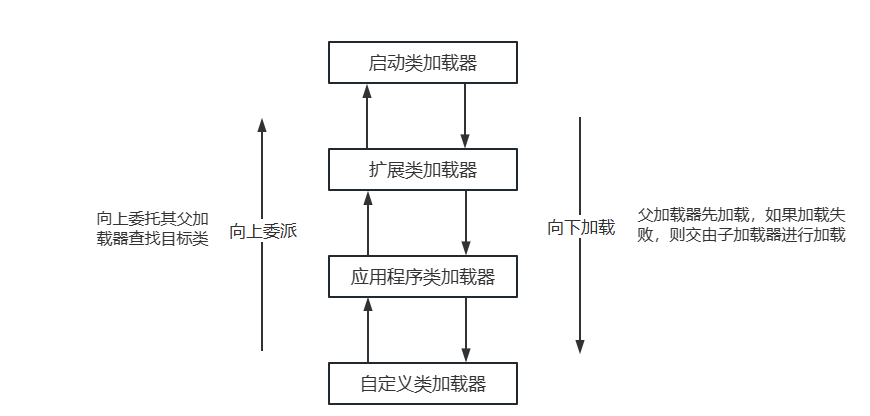 启动类加载器
扩展类加载器
向上委托其父加
载器查找目标类
向上委派
向下加载
父加载器先加载，如果加载失
败，则交由子加载器进行加载
应用程序类加载器
自定义类加载器